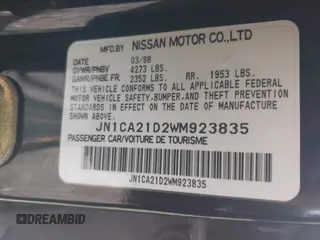 MFD.BY NISSAN MOTOR CO.,LTD
DATE 03/98
GVWR/PNBV 4273 LBS.
GAWR/PNBE FR. 2352 LBS. RR. 1953 LBS.
THIS VEHICLE CONFORMS TO ALL APPLICABLE
FEDERAL MOTOR VEHICLE SAFETY, BUMPER, AND THEFT PREVENTION
STANDARDS IN EFFECT ON THE DATE OF
MANUFACTURE SHOWN ABOVE.
JN1CA21D2WM923835
PASSENGER CAR/VOITURE DE TOURISME
JN1CA21D2WM923835
DREAMBID